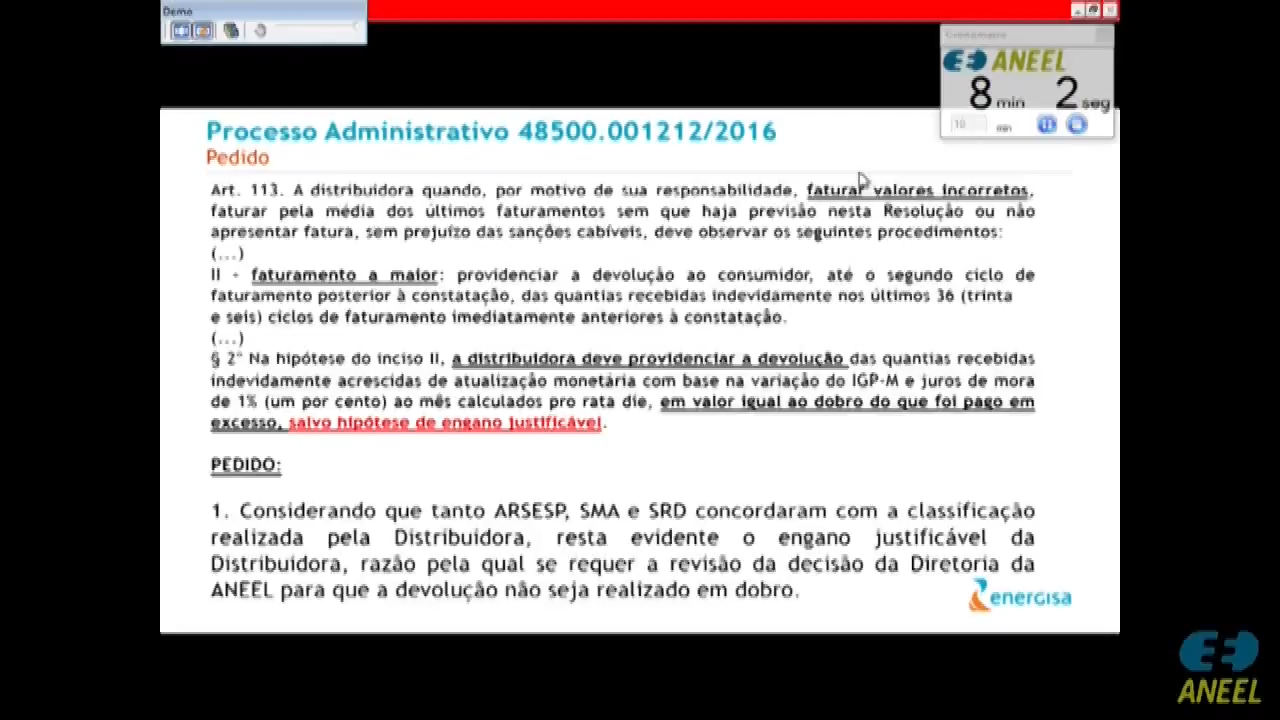 Demo
Cronometro
ANEEL
8 min 2 seg
10 min
Processo Administrativo 48500.001212/2016
Pedido
Art. 113. A distribuidora quando, por motivo de sua responsabilidade, faturar valores incorretos,
faturar pela média dos últimos faturamentos sem que haja previsão nesta Resolução ou não
apresentar fatura, sem prejuízo das sanções cabíveis, deve observar os seguintes procedimentos:
(...)
II - faturamento a maior: providenciar a devolução ao consumidor, até o segundo ciclo de
faturamento posterior à constatação, das quantias recebidas indevidamente nos últimos 36 (trinta
e seis) ciclos de faturamento imediatamente anteriores à constatação.
(...)
§ 2º Na hipótese do inciso II, a distribuidora deve providenciar a devolução das quantias recebidas
indevidamente acrescidas de atualização monetária com base na variação do IGP-M e juros de mora
de 1% (um por cento) ao mês calculados pro rata die, em valor igual ao dobro do que foi pago em
excesso, salvo hipótese de engano justificável.
PEDIDO:
1. Considerando que tanto ARSESP, SMA e SRD concordaram com a classificação
realizada pela Distribuidora, resta evidente o engano justificável da
Distribuidora, razão pela qual se requer a revisão da decisão da Diretoria da
ANEEL para que a devolução não seja realizado em dobro.
energisa
ANEEL